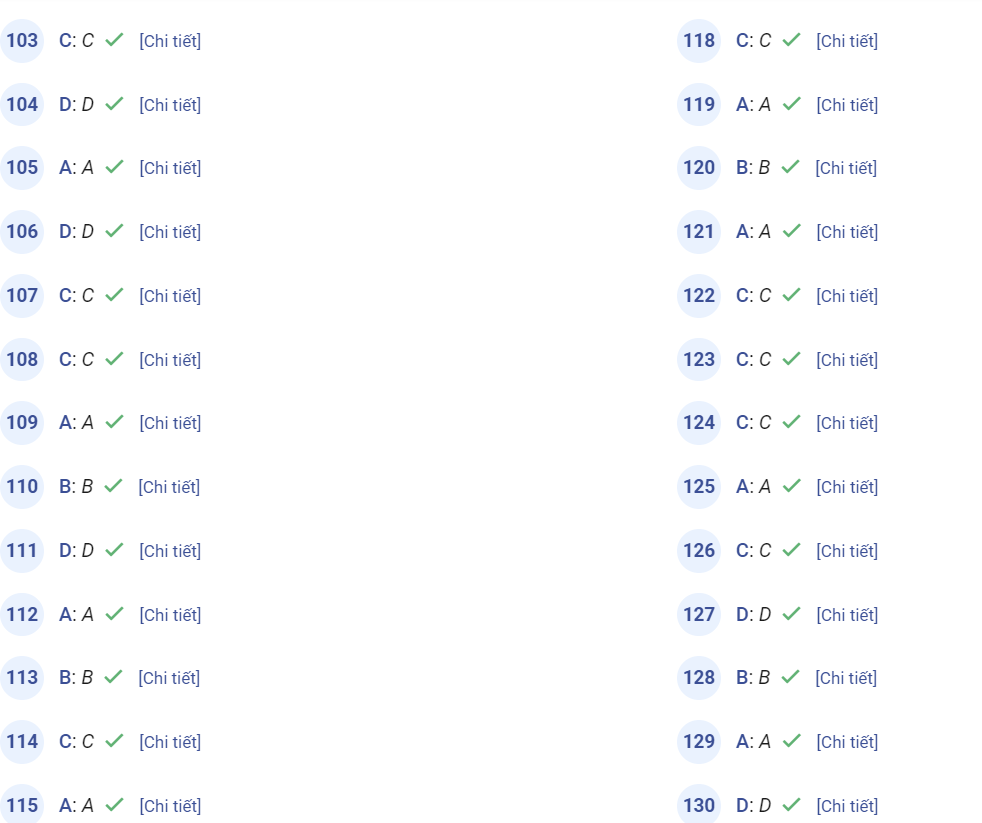 103 C: C [Chi tiết]
104 D: D [Chi tiết]
105 A: A [Chi tiết]
106 D: D [Chi tiết]
107 C: C [Chi tiết]
108 C: C [Chi tiết]
109 A: A [Chi tiết]
110 B: B [Chi tiết]
111 D: D [Chi tiết]
112 A: A [Chi tiết]
113 B: B [Chi tiết]
114 C: C [Chi tiết]
115 A: A [Chi tiết]
118 C: C [Chi tiết]
119 A: A [Chi tiết]
120 B: B [Chi tiết]
121 A: A [Chi tiết]
122 C: C [Chi tiết]
123 C: C [Chi tiết]
124 C: C [Chi tiết]
125 A: A [Chi tiết]
126 C: C [Chi tiết]
127 D: D [Chi tiết]
128 B: B [Chi tiết]
129 A: A [Chi tiết]
130 D: D [Chi tiết]